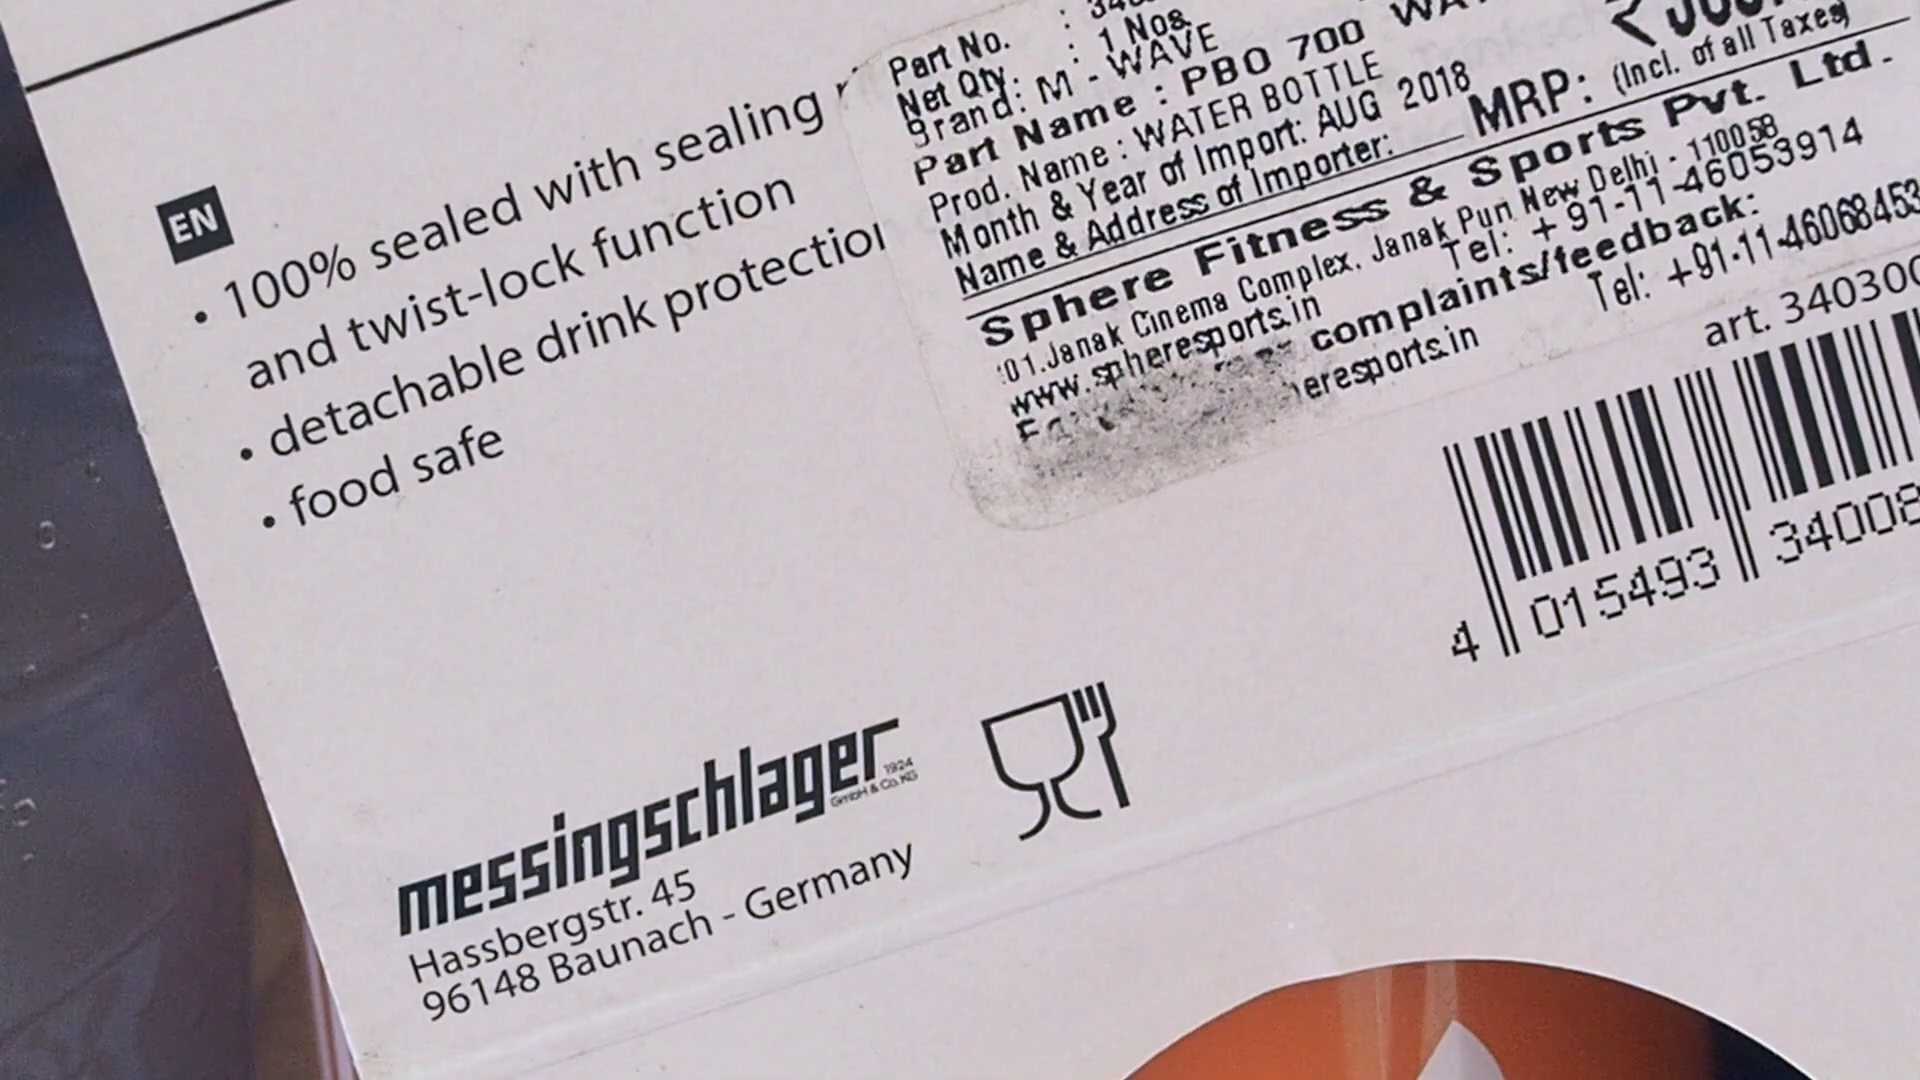 EN
• 100% sealed with sealing
and twist-lock function
• detachable drink protection
• food safe
Part No. :
Net Qty: : 1 Nos.
Brand: M - WAVE
Part Name : PBO 700
Prod. Name : WATER BOTTLE
Month & Year of Import: AUG 2018
MRP:
(Incl. of all Taxes)
Name & Address of Importer:
Sphere Fitness & Sports Pvt. Ltd.
Janak Cinema Complex, Janak Puri New Delhi - 110058
www.spheresports.in Tel: +91-11-46053914
complaints/feedback:
eresports.in Tel: +91-11-46068453
art. 340300
4 015493 34008
messingschlager
1924
GmbH & Co. KG
Hassbergstr. 45
96148 Baunach - Germany